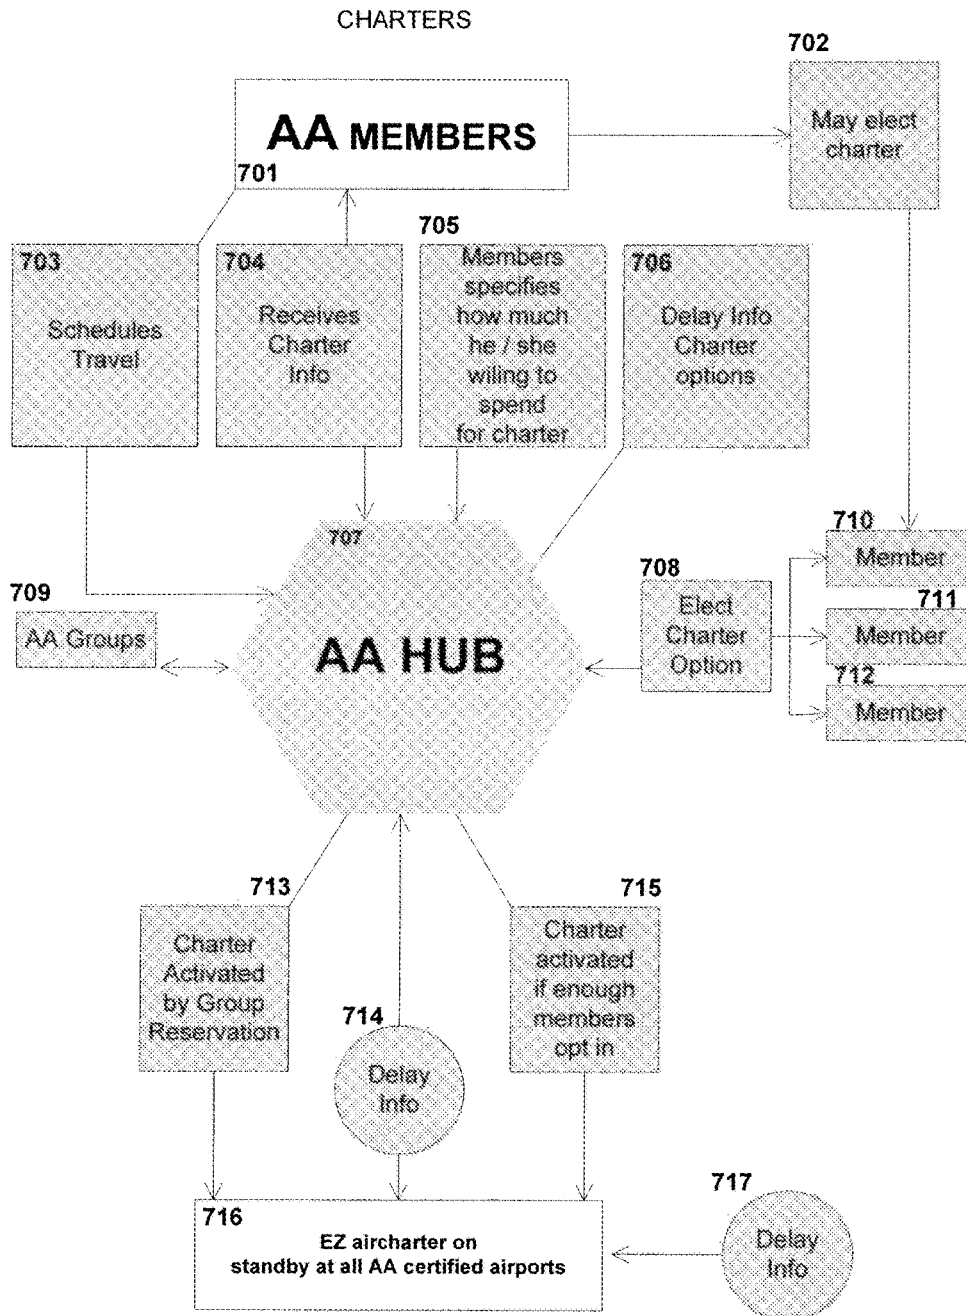 CHARTERS
702
AA MEMBERS
701
May elect
charter
703
Schedules
Travel
704
Receives
Charter
Info
705
Members
specifies
how much
he / she
wiling to
spend
for charter
706
Delay Info
Charter
options
707
AA HUB
709
AA Groups
708
Elect
Charter
Option
710
Member
711
Member
712
Member
713
Charter
Activated
by Group
Reservation
714
Delay
Info
715
Charter
activated
if enough
members
opt in
716
EZ aircharter on
standby at all AA certified airports
717
Delay
Info